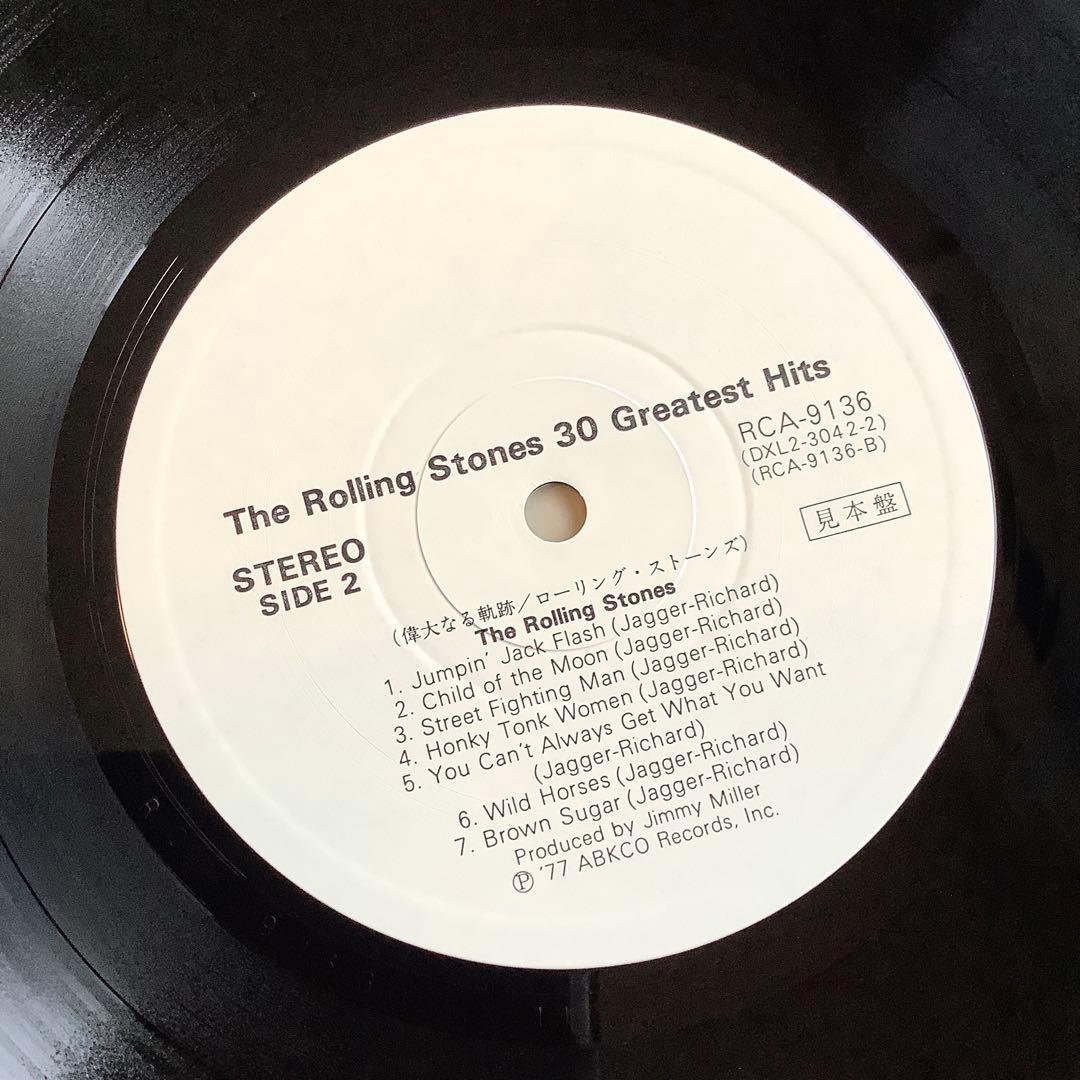 The Rolling Stones 30 Greatest Hits
STEREO
SIDE 2
RCA-9136
(DXL2-3042-2)
(RCA-9136-B)
見本盤
(偉大なる軌跡/ローリング・ストーンズ)
The Rolling Stones
1. Jumpin' Jack Flash (Jagger-Richard)
2. Child of the Moon (Jagger-Richard)
3. Street Fighting Man (Jagger-Richard)
4. Honky Tonk Women (Jagger-Richard)
5. You Can't Always Get What You Want
(Jagger-Richard)
6. Wild Horses (Jagger-Richard)
7. Brown Sugar (Jagger-Richard)
Produced by Jimmy Miller
Ⓟ '77 ABKCO Records, Inc.